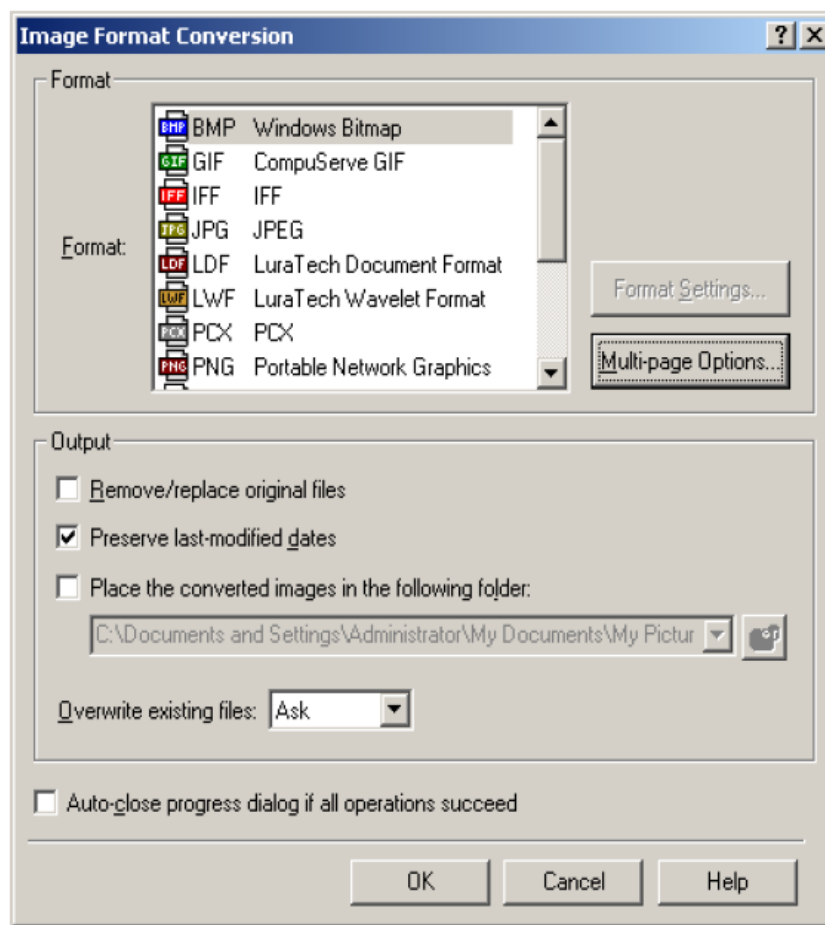 Image Format Conversion
Format
Format:
BMP BMP Windows Bitmap
GIF GIF CompuServe GIF
IFF IFF IFF
JPG JPG JPEG
LDF LDF LuraTech Document Format
LWF LWF LuraTech Wavelet Format
PCX PCX PCX
PNG PNG Portable Network Graphics
Format Settings...
Multi-page Options...
Output
Remove/replace original files
Preserve last-modified dates
Place the converted images in the following folder:
C:\Documents and Settings\Administrator\My Documents\My Pictur
Overwrite existing files: Ask
Auto-close progress dialog if all operations succeed
OK Cancel Help